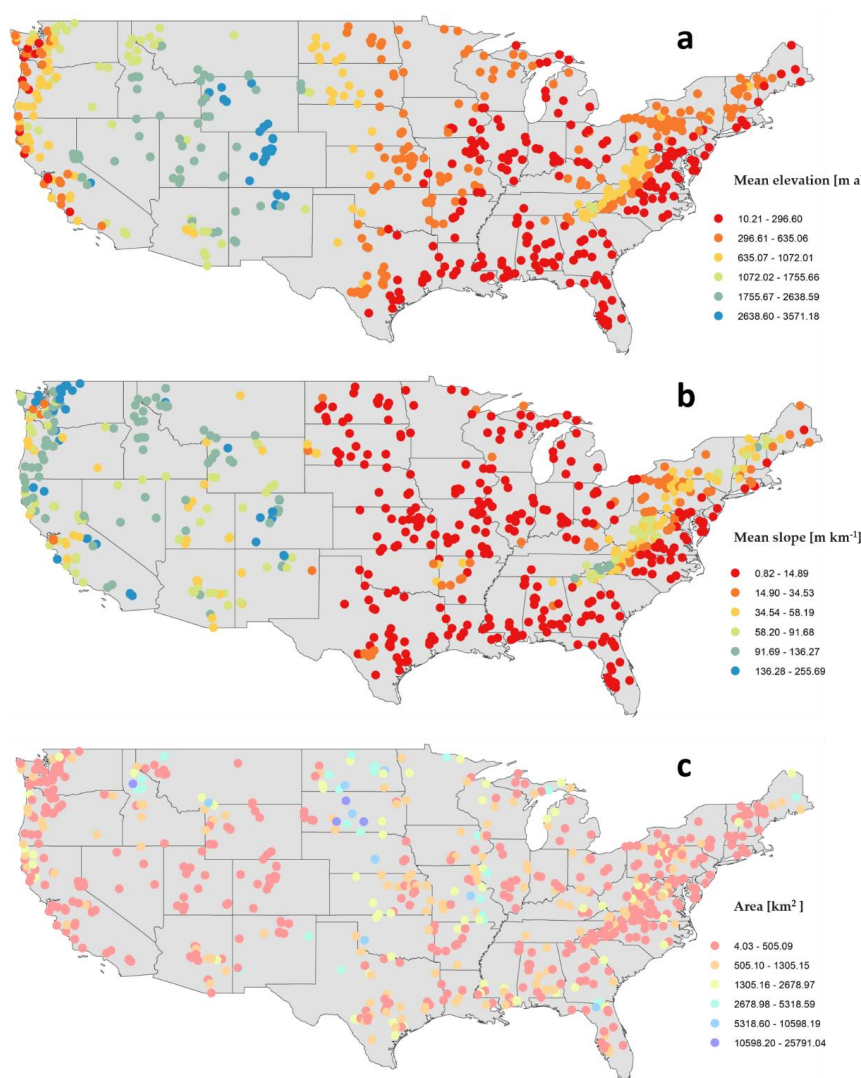 a
Mean elevation [m a
10.21 - 296.60
296.61 - 635.06
635.07 - 1072.01
1072.02 - 1755.66
1755.67 - 2638.59
2638.60 - 3571.18
b
Mean slope [m km⁻¹]
0.82 - 14.89
14.90 - 34.53
34.54 - 58.19
58.20 - 91.68
91.69 - 136.27
136.28 - 255.69
c
Area [km² ]
4.03 - 505.09
505.10 - 1305.15
1305.16 - 2678.97
2678.98 - 5318.59
5318.60 - 10598.19
10598.20 - 25791.04